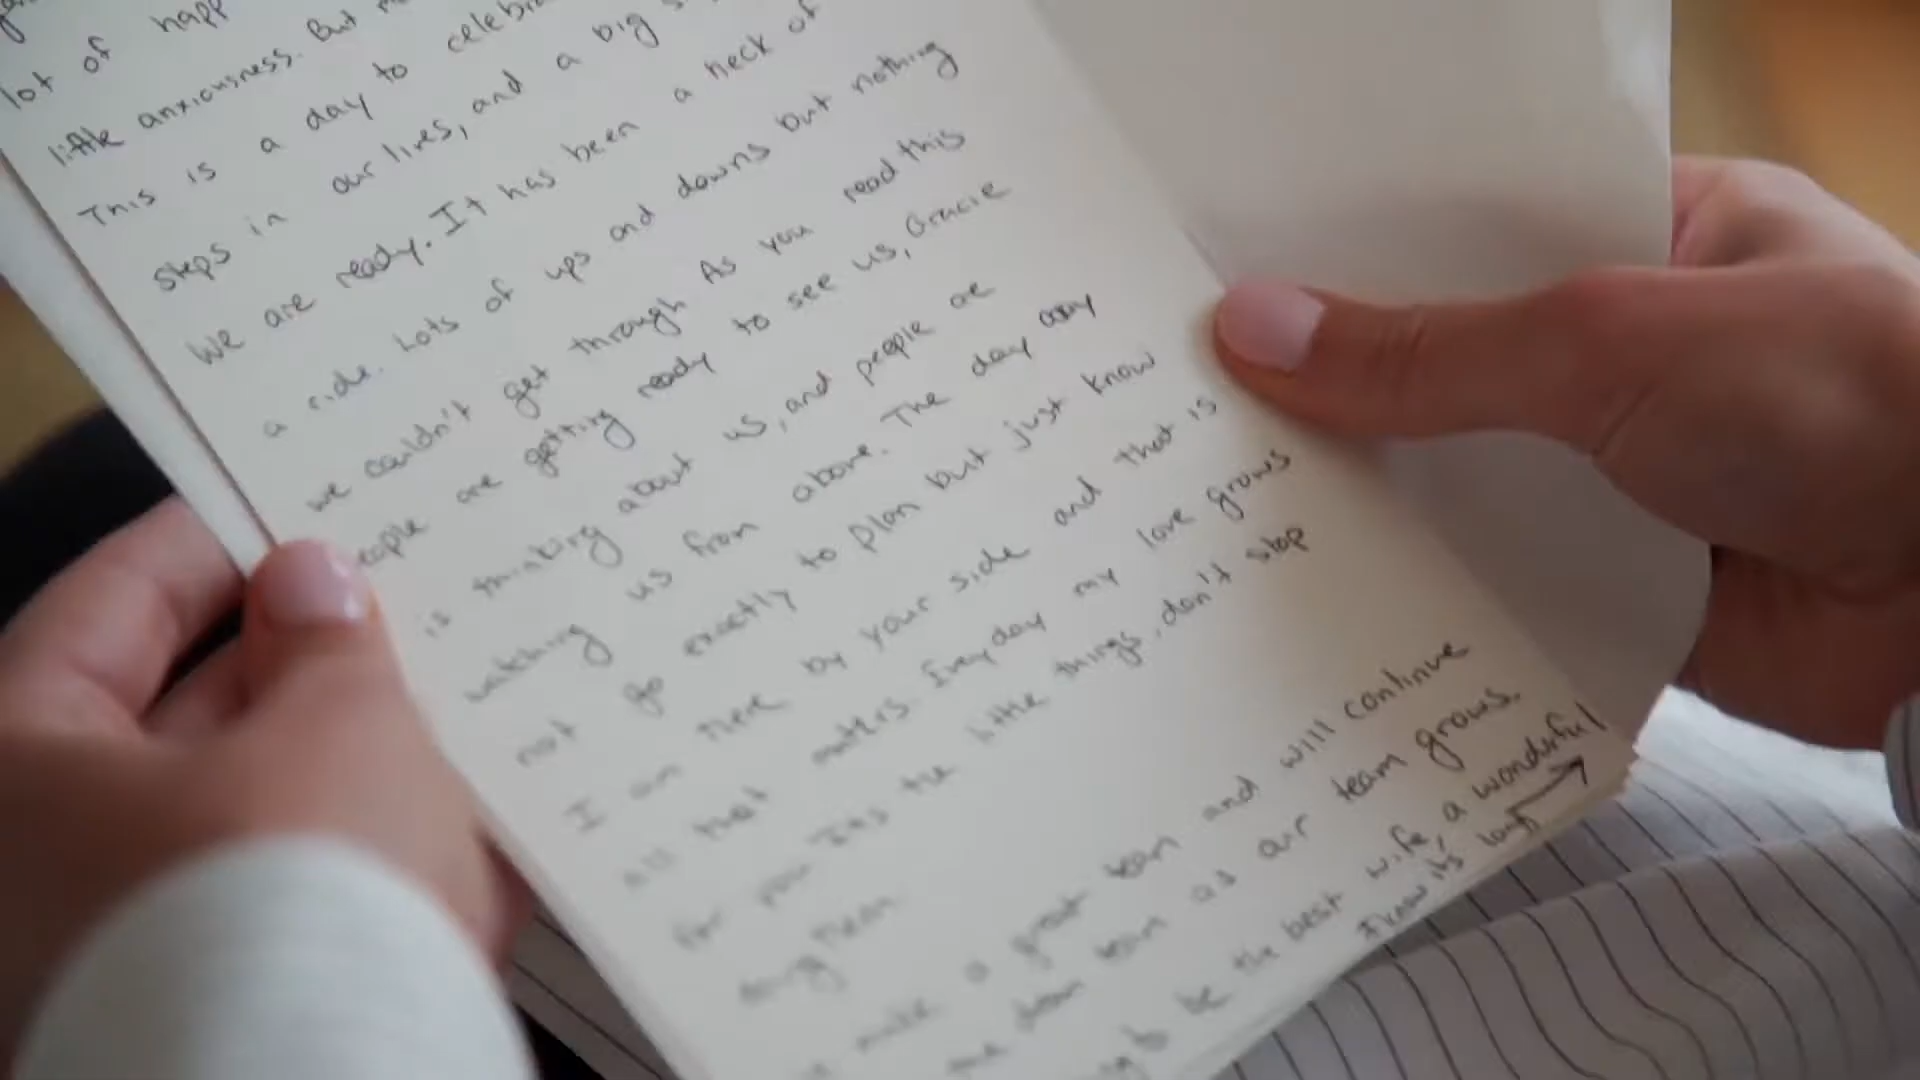 lot of happ
little anxiousness. But
This is a day to celebra
steps in our lives, and a big s
We are ready. It has been a heck of
a ride. Lots of ups and downs but nothing
we couldn't get through As you read this
eople are getting ready to see us, Gracie
is thinking about us, and people are
watching us from above. The day may
not go exactly to plan but just know
I am there by your side and that is
all that matters. Everyday my love grows
for you Its the little things, don't stop
doing them
make a great team and will continue
team as our team grows.
be the best wife, a wonderful
I know its long →